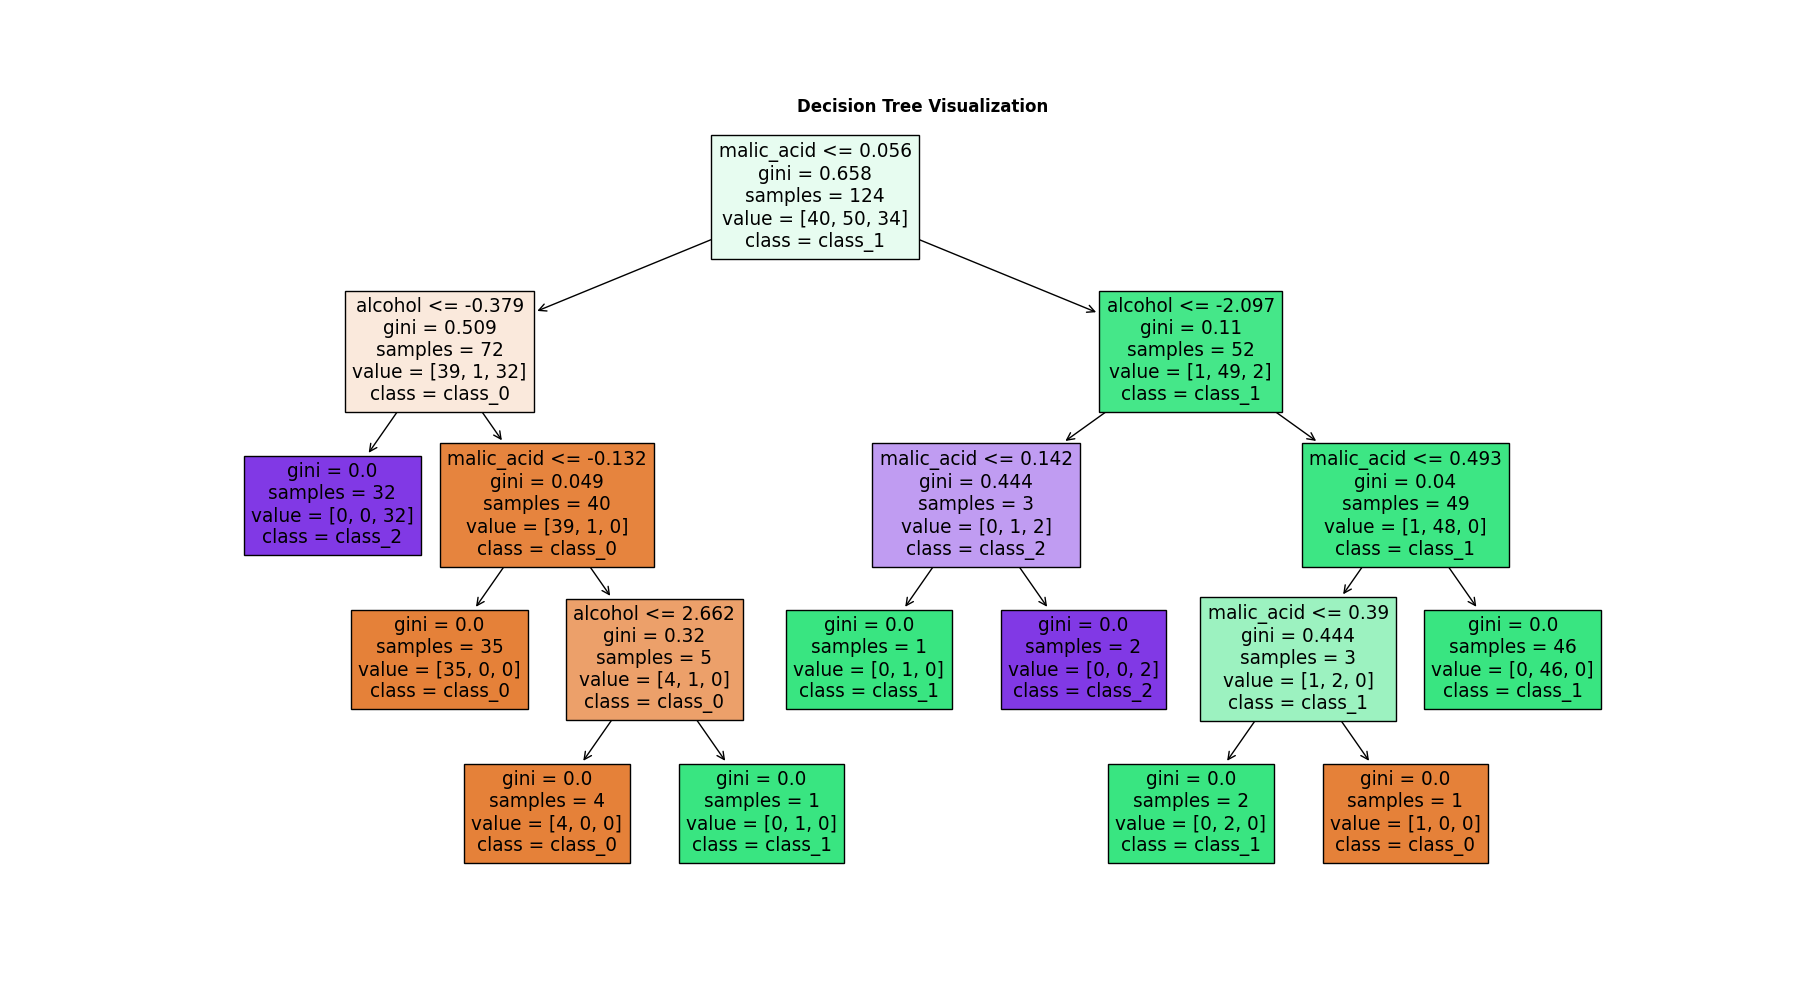 Decision Tree Visualization
malic_acid <= 0.056
gini = 0.658
samples = 124
value = [40, 50, 34]
class = class_1
alcohol <= -0.379
gini = 0.509
samples = 72
value = [39, 1, 32]
class = class_0
alcohol <= -2.097
gini = 0.11
samples = 52
value = [1, 49, 2]
class = class_1
gini = 0.0
samples = 32
value = [0, 0, 32]
class = class_2
malic_acid <= -0.132
gini = 0.049
samples = 40
value = [39, 1, 0]
class = class_0
malic_acid <= 0.142
gini = 0.444
samples = 3
value = [0, 1, 2]
class = class_2
malic_acid <= 0.493
gini = 0.04
samples = 49
value = [1, 48, 0]
class = class_1
gini = 0.0
samples = 35
value = [35, 0, 0]
class = class_0
alcohol <= 2.662
gini = 0.32
samples = 5
value = [4, 1, 0]
class = class_0
gini = 0.0
samples = 1
value = [0, 1, 0]
class = class_1
gini = 0.0
samples = 2
value = [0, 0, 2]
class = class_2
malic_acid <= 0.39
gini = 0.444
samples = 3
value = [1, 2, 0]
class = class_1
gini = 0.0
samples = 46
value = [0, 46, 0]
class = class_1
gini = 0.0
samples = 4
value = [4, 0, 0]
class = class_0
gini = 0.0
samples = 1
value = [0, 1, 0]
class = class_1
gini = 0.0
samples = 2
value = [0, 2, 0]
class = class_1
gini = 0.0
samples = 1
value = [1, 0, 0]
class = class_0